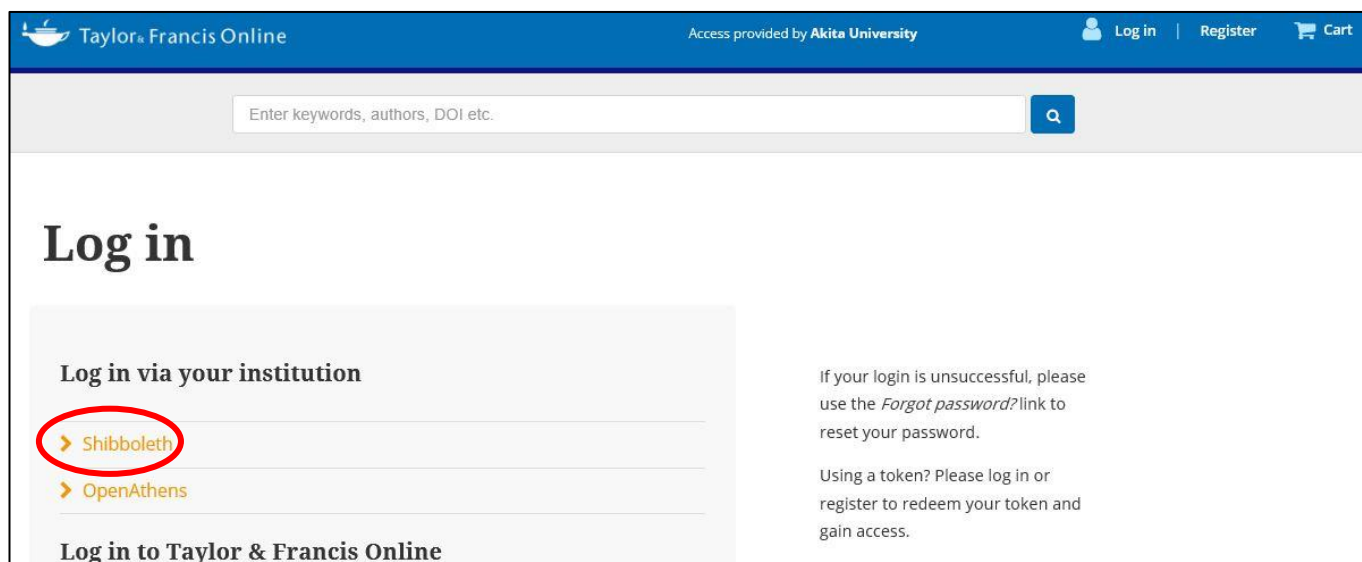 Taylor & Francis Online
Access provided by Akita University
Log in | Register
Cart
Enter keywords, authors, DOI etc.
Log in
Log in via your institution
Shibboleth
OpenAthens
Log in to Taylor & Francis Online
If your login is unsuccessful, please
use the Forgot password? link to
reset your password.
Using a token? Please log in or
register to redeem your token and
gain access.